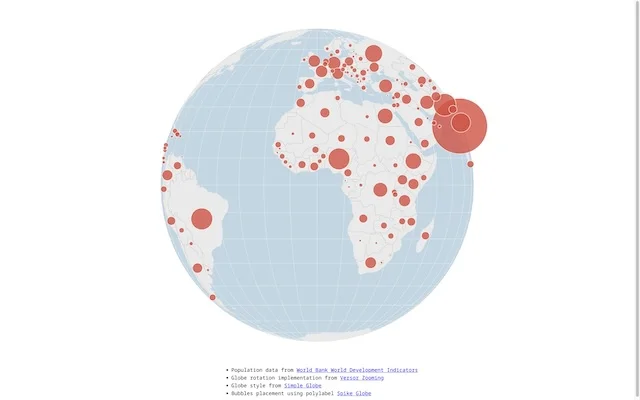 • Population data from World Bank World Development Indicators
• Globe rotation implementation from Versor Zooming
• Globe style from Simple Globe
• Bubbles placement using polylabel Spike Globe